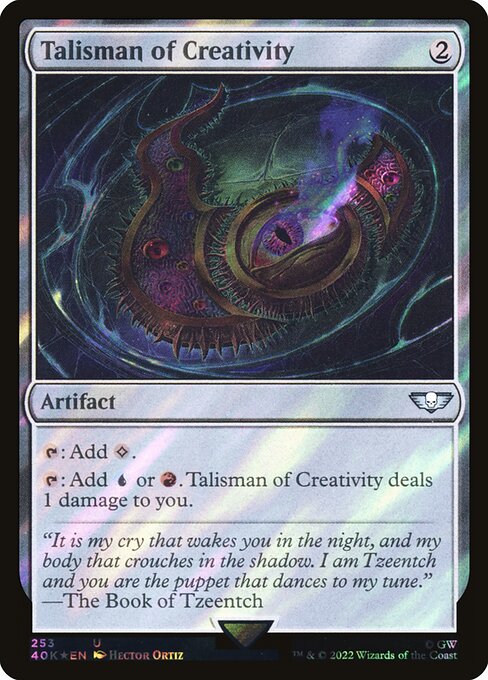 Talisman of Creativity 2
Artifact
: Add .
: Add or . Talisman of Creativity deals
1 damage to you.
“It is my cry that wakes you in the night, and my
body that crouches in the shadow. I am Tzeentch
and you are the puppet that dances to my tune.”
—The Book of Tzeentch
253 U © GW
40K★EN Hector Ortiz ™ & © 2022 Wizards of the Coast